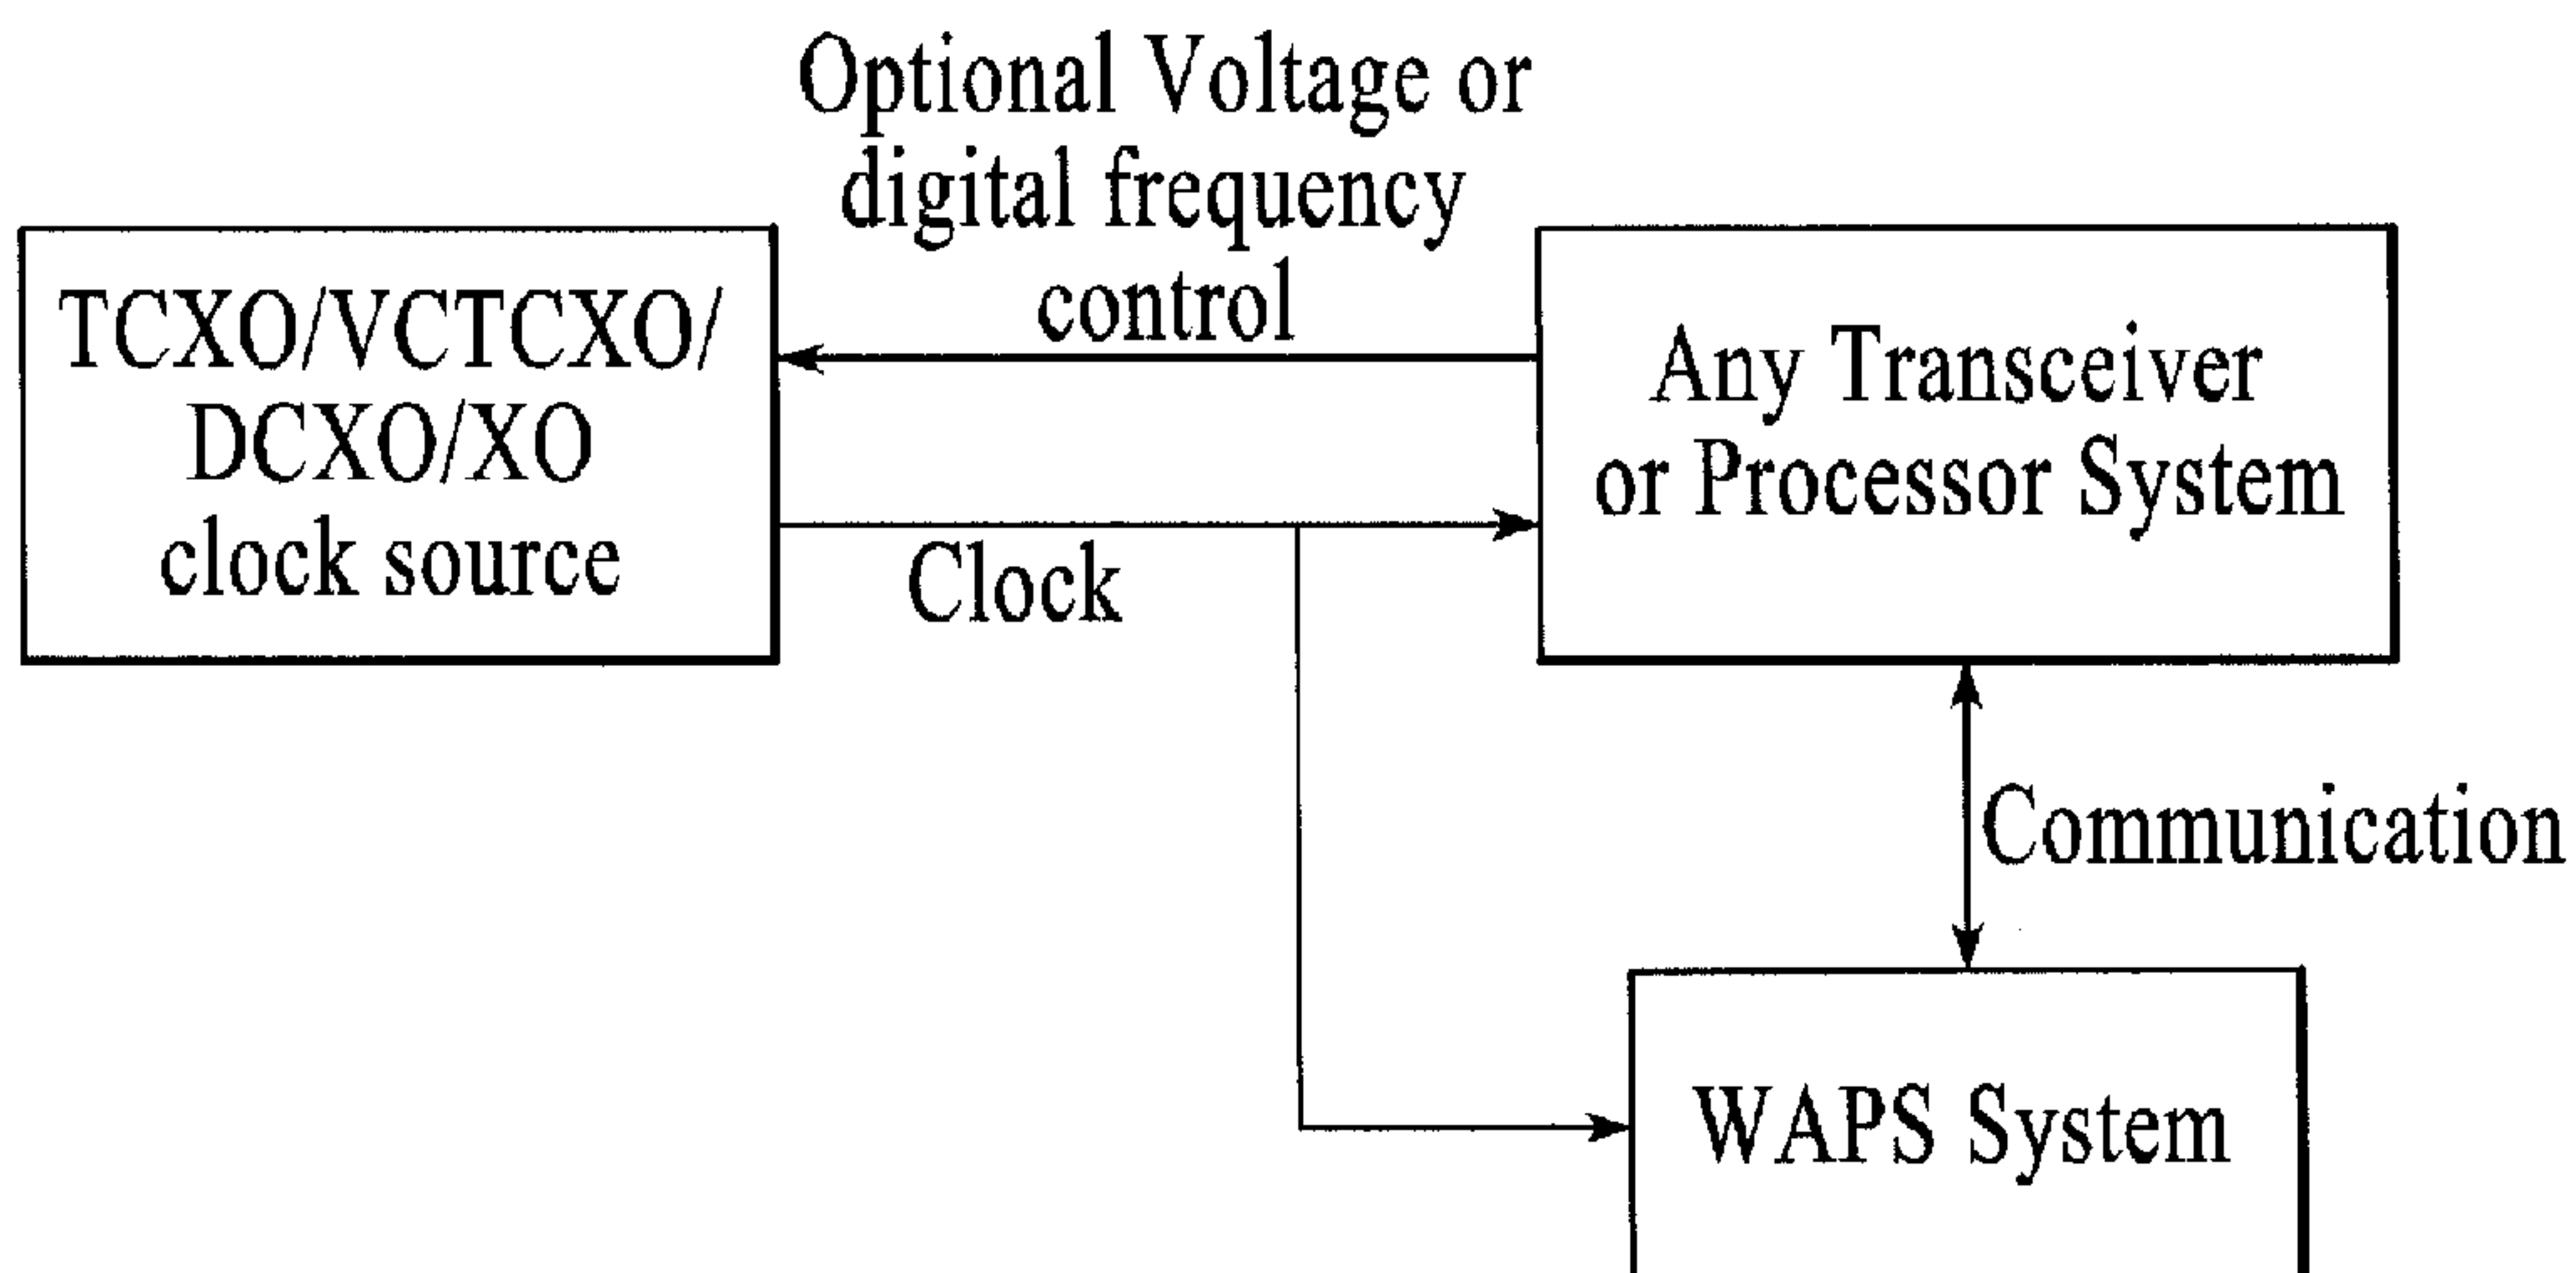 Optional Voltage or
digital frequency
control
TCXO/VCTCXO/
DCXO/XO
clock source
Any Transceiver
or Processor System
Clock
Communication
WAPS System